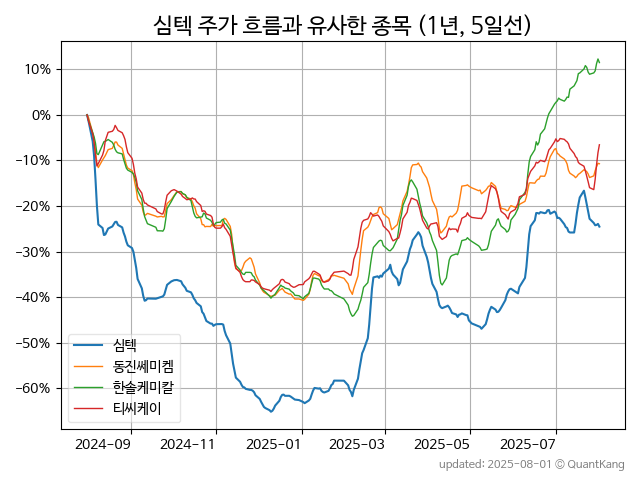 심텍 주가 흐름과 유사한 종목 (1년, 5일선)
10%
0%
-10%
-20%
-30%
-40%
-50%
-60%
심텍
동진쎄미켐
한솔케미칼
티씨케이
2024-09
2024-11
2025-01
2025-03
2025-05
2025-07
updated: 2025-08-01 © QuantKang